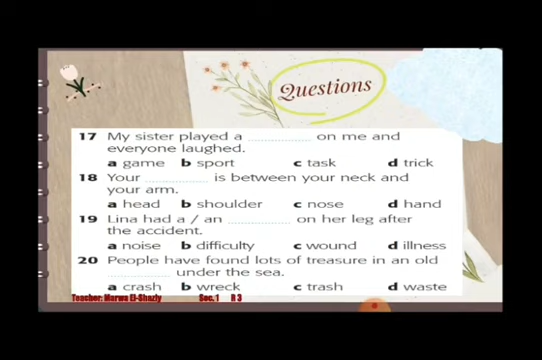 Questions
17 My sister played a .................... on me and
everyone laughed.
a game b sport c task d trick
18 Your .................... is between your neck and
your arm.
a head b shoulder c nose d hand
19 Lina had a / an .................... on her leg after
the accident.
a noise b difficulty c wound d illness
20 People have found lots of treasure in an old
.................... under the sea.
a crash b wreck c trash d waste
Teacher: Marwa El-Shazly Sec.1 R 3